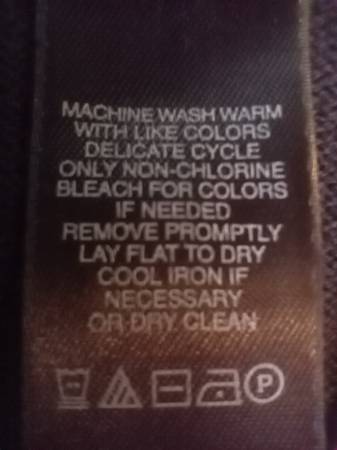 MACHINE WASH WARM
WITH LIKE COLORS
DELICATE CYCLE
ONLY NON-CHLORINE
BLEACH FOR COLORS
IF NEEDED
REMOVE PROMPTLY
LAY FLAT TO DRY
COOL IRON IF
NECESSARY
OR DRY CLEAN
P